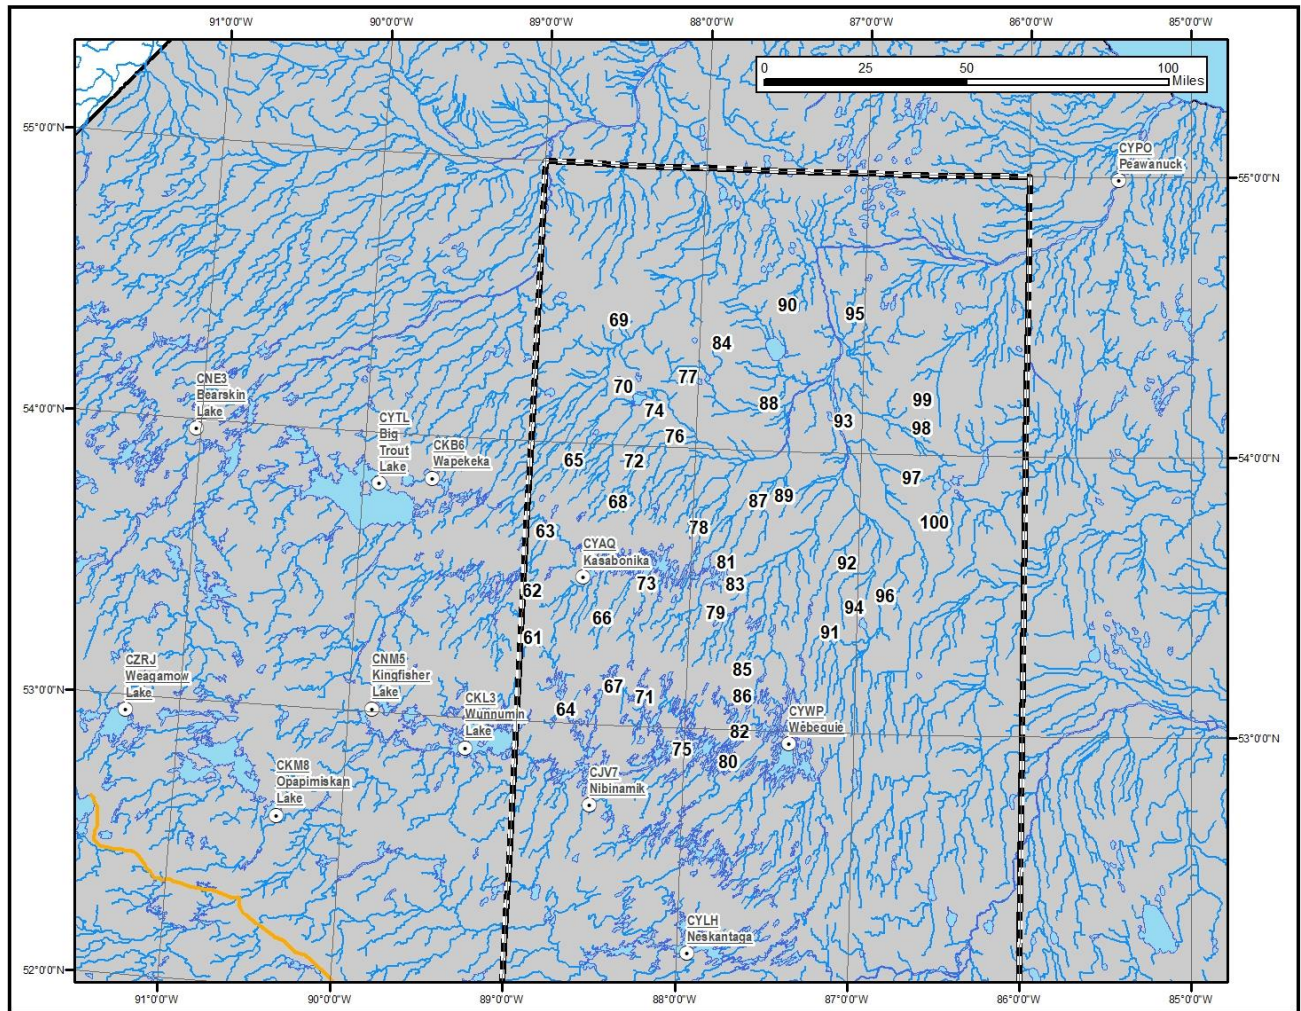 91°0'0"W
90°0'0"W
89°0'0"W
88°0'0"W
87°0'0"W
86°0'0"W
85°0'0"W
0
25
50
100
Miles
55°0'0"N
55°0'0"N
CYPO
Peawanuck
90
95
69
84
77
70
CNE3
Bearskin
Lake
54°0'0"N
99
88
74
93
98
CYTL
Big
Trout
Lake
76
CKB6
Wapekeka
65
72
54°0'0"N
97
89
87
68
100
78
63
CYAQ
Kasabonika
81
92
73
83
62
96
94
79
66
91
61
CZRJ
Weagamow
Lake
CNM5
Kingfisher
Lake
85
67
53°0'0"N
71
86
CKL3
Wunnumin
Lake
64
CYWP
Webequie
82
53°0'0"N
75
80
CKM8
Opapimiskan
Lake
CJV7
Nibinamik
CYLH
Neskantaga
52°0'0"N
91°0'0"W
90°0'0"W
89°0'0"W
88°0'0"W
87°0'0"W
86°0'0"W
85°0'0"W